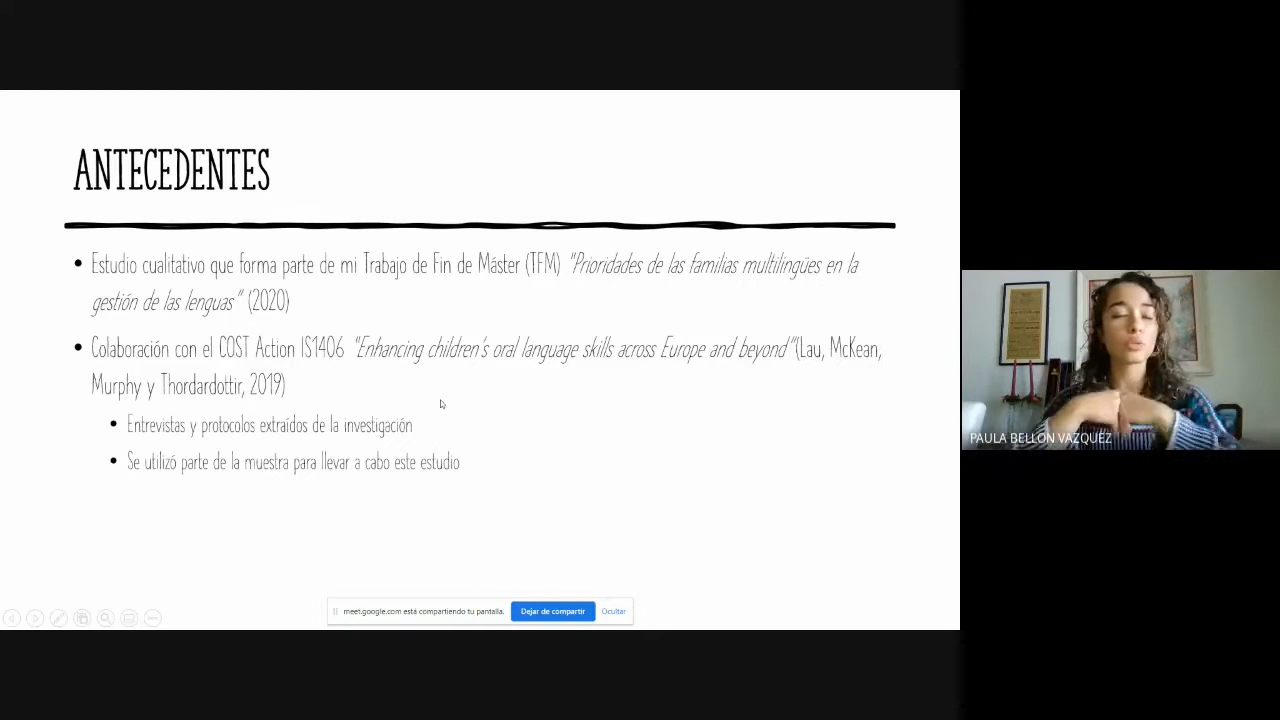 ANTECEDENTES
• Estudio cualitativo que forma parte de mi Trabajo de Fin de Máster (TFM) "Prioridades de las familias multilingües en la
gestión de las lenguas" (2020)
• Colaboración con el COST Action IS1406 "Enhancing children's oral language skills across Europe and beyond"(Lau, McKean,
Murphy y Thordardottir, 2019)
• Entrevistas y protocolos extraídos de la investigación
• Se utilizó parte de la muestra para llevar a cabo este estudio
PAULA BELLON VAZQUEZ
meet.google.com está compartiendo tu pantalla.
Dejar de compartir
Ocultar